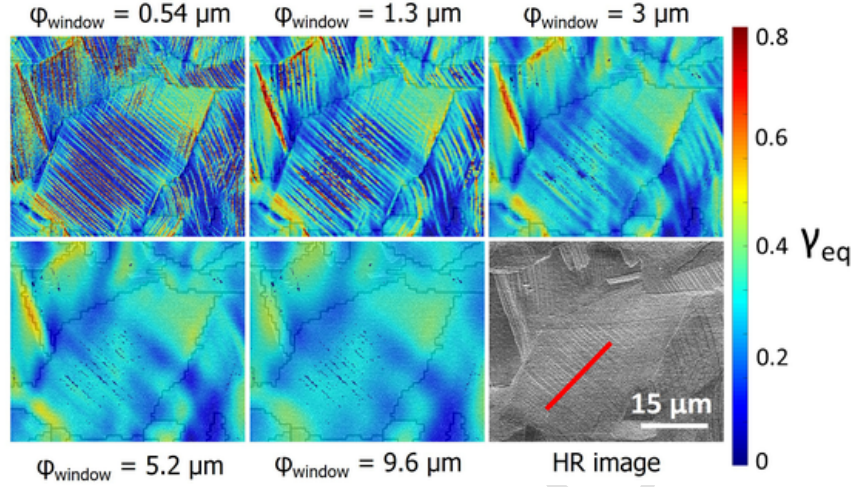 φwindow = 0.54 μm
φwindow = 1.3 μm
φwindow = 3 μm
0.8
0.6
0.4
γeq
0.2
0
15 μm
φwindow = 5.2 μm
φwindow = 9.6 μm
HR image